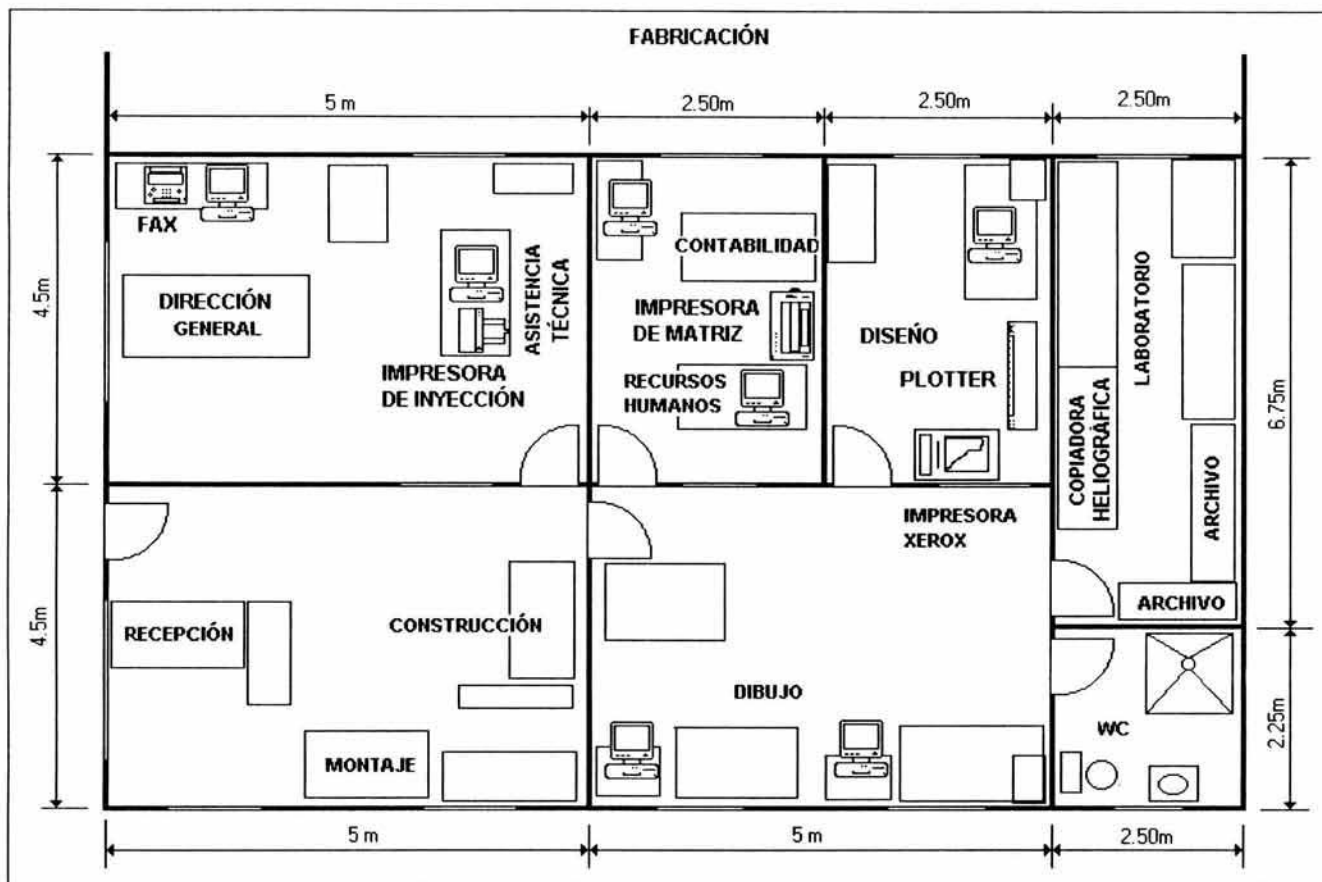 FABRICACIÓN
5 m
2.50m
2.50m
2.50m
4.5m
FAX
DIRECCIÓN
GENERAL
ASISTENCIA
TÉCNICA
IMPRESORA
DE INYECCIÓN
CONTABILIDAD
IMPRESORA
DE MATRIZ
RECURSOS
HUMANOS
DISEÑO
PLOTTER
LABORATORIO
COPIADORA
HELIOGRÁFICA
ARCHIVO
ARCHIVO
6.75m
4.5m
RECEPCIÓN
CONSTRUCCIÓN
MONTAJE
IMPRESORA
XEROX
DIBUJO
WC
2.25m
5 m
5 m
2.50m